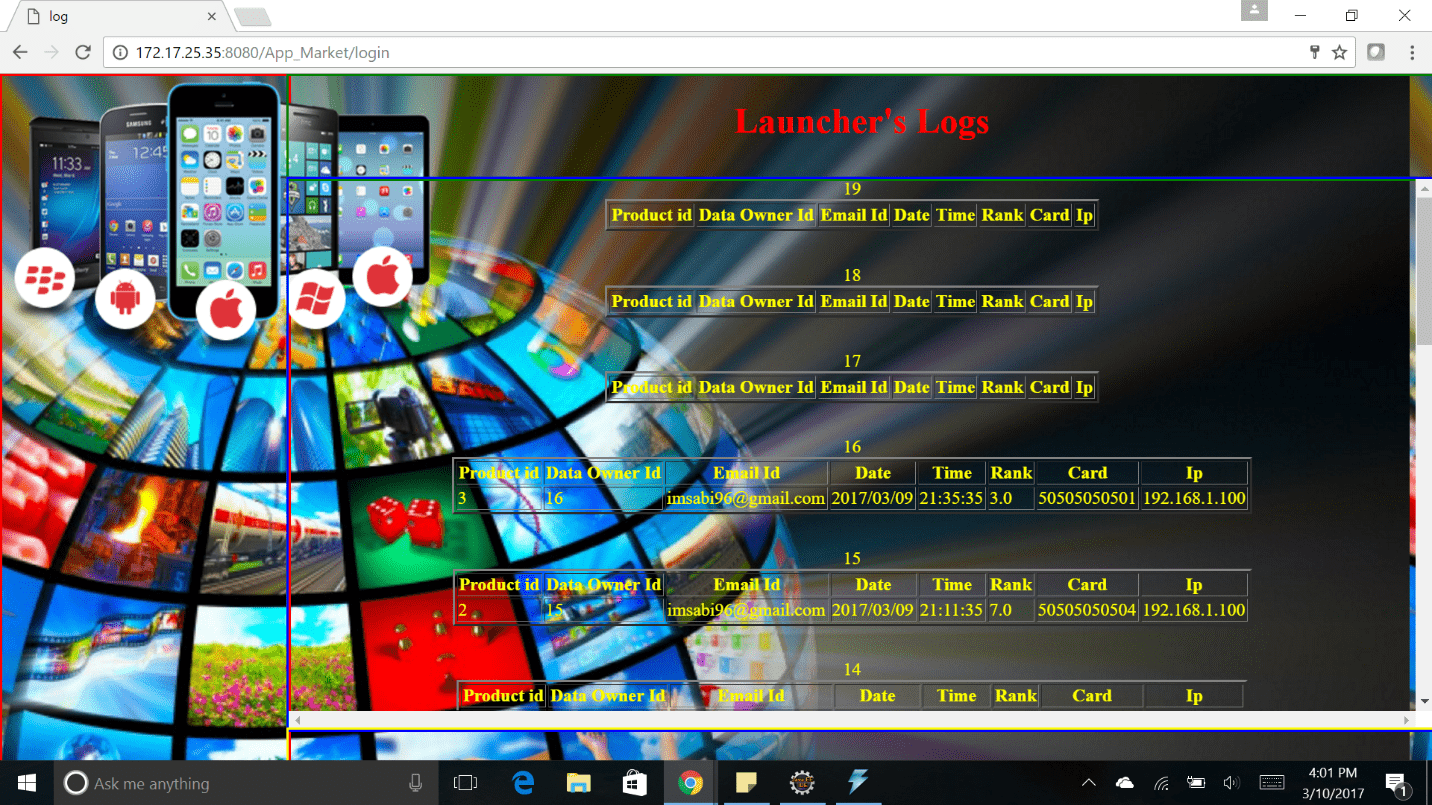 log
172.17.25.35:8080/App_Market/login
Launcher's Logs
SAMSUNG
11:33
12:45
19
Product id Data Owner Id Email Id Date Time Rank Card Ip
18
Product id Data Owner Id Email Id Date Time Rank Card Ip
17
Product id Data Owner Id Email Id Date Time Rank Card Ip
16
Product id Data Owner Id Email Id Date Time Rank Card Ip
3 16 imsabi96@gmail.com 2017/03/09 21:35:35 3.0 50505050501 192.168.1.100
15
Product id Data Owner Id Email Id Date Time Rank Card Ip
2 15 imsabi96@gmail.com 2017/03/09 21:11:35 7.0 50505050504 192.168.1.100
14
Product id Data Owner Id Email Id Date Time Rank Card Ip
Ask me anything
4:01 PM
3/10/2017
1